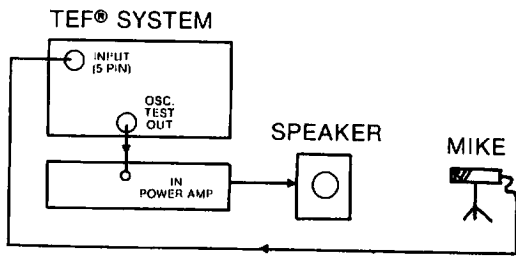 TEF® SYSTEM
INPUT
(5 PIN)
OSC.
TEST
OUT
SPEAKER
MIKE
IN
POWER AMP